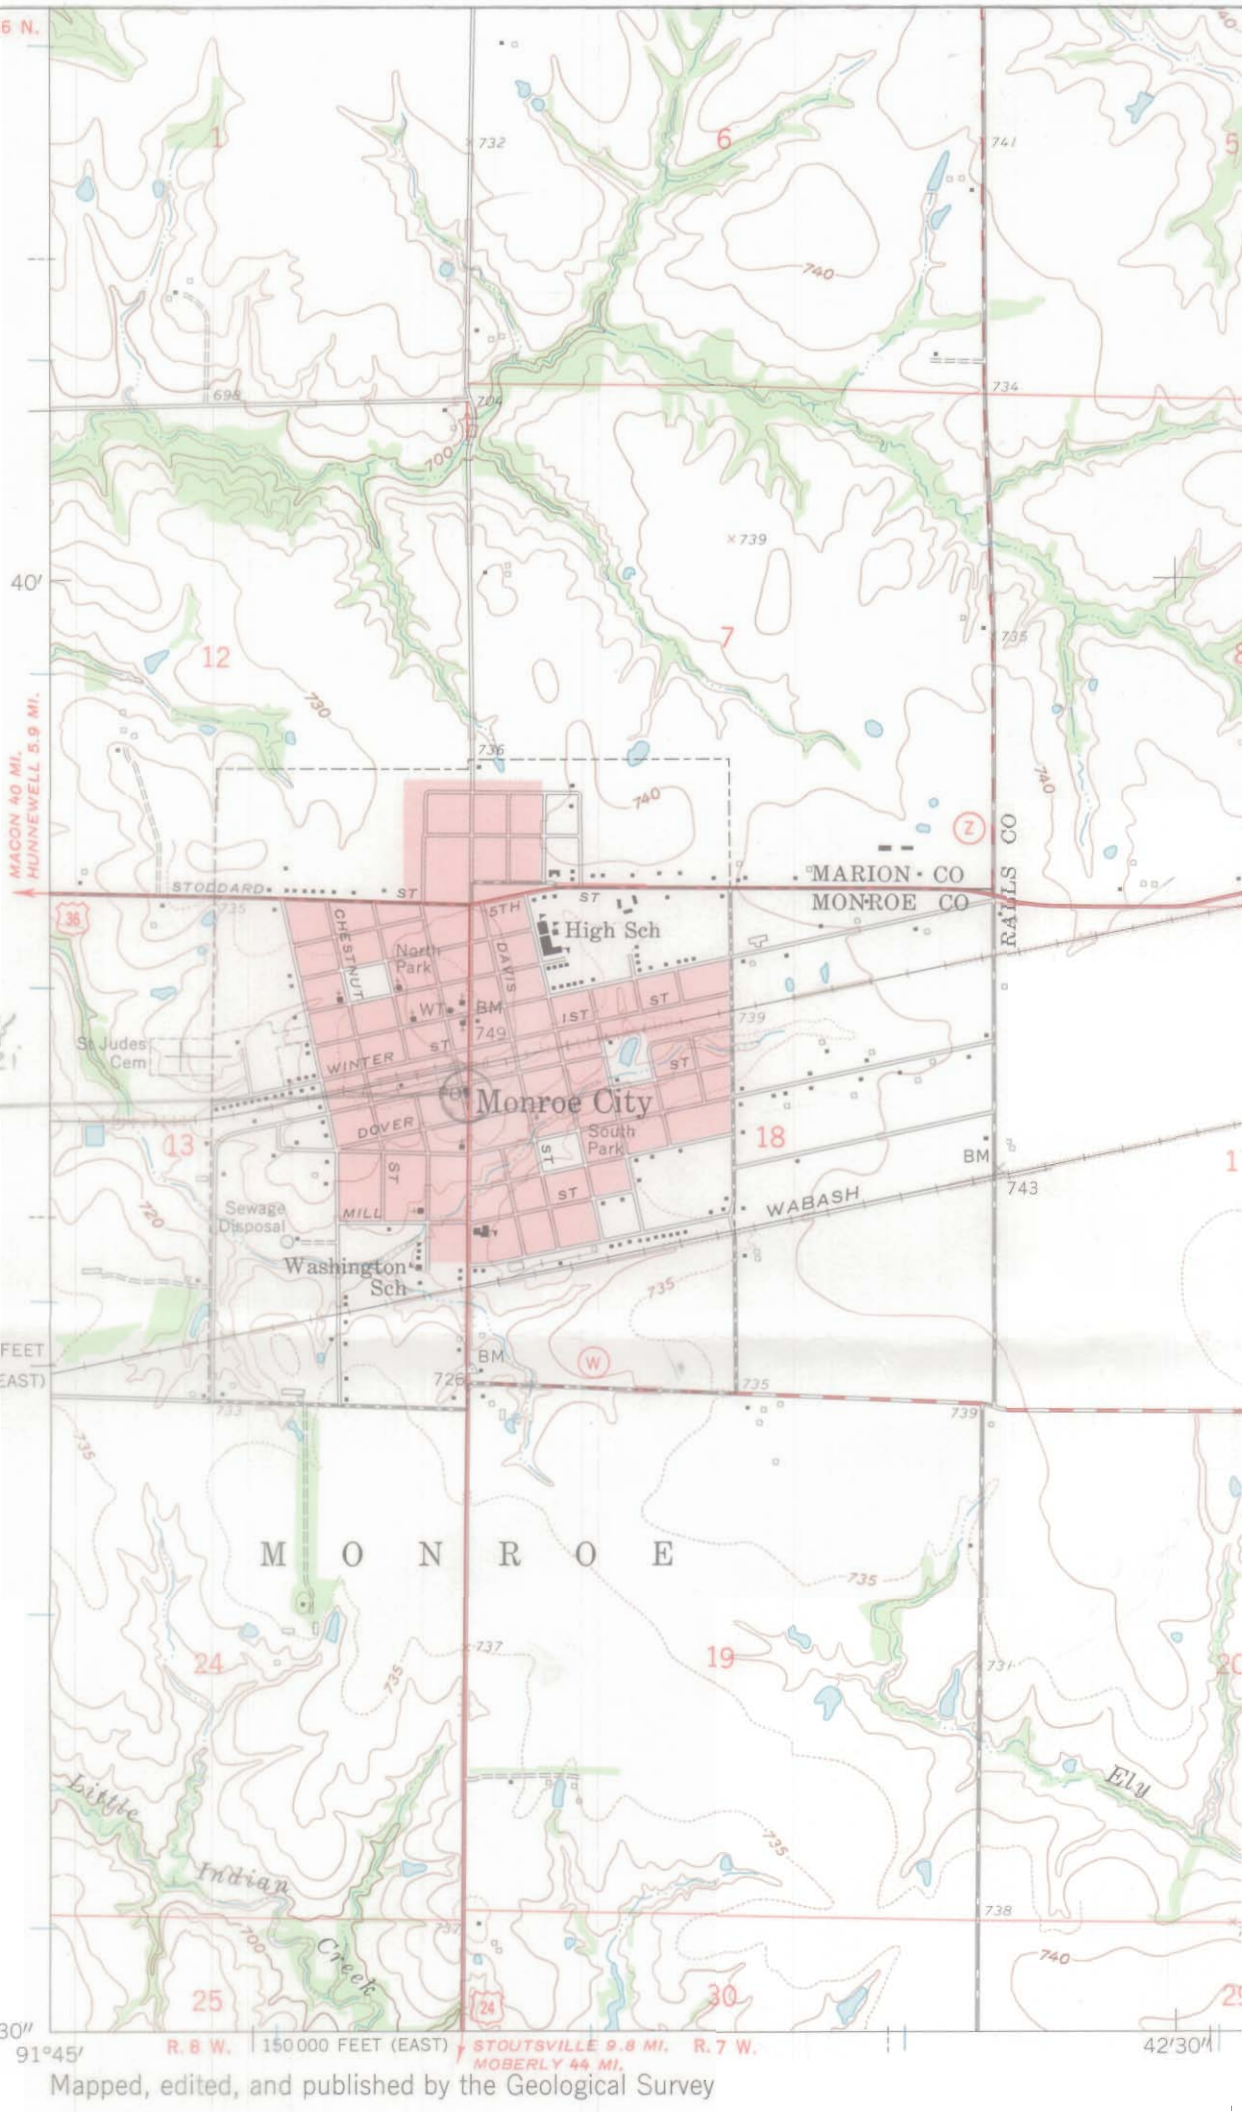 6 N.
1
6
5
732
741
740
698
704
734
700
739
40'
12
7
735
8
730
736
740
740
MACON 40 MI.
HUNNEWELL 5.9 MI.
Z
RALLS CO
STODDARD
ST
ST
MARION CO
MONROE CO
36
735
5TH
CHESTNUT
DAVIS
High Sch
North
Park
WT
BM
749
1ST
ST
739
St Judes
Cem
WINTER
ST
ST
Monroe City
DOVER
South
Park
13
18
ST
ST
ST
BM
743
1
720
Sewage
Disposal
MILL
WABASH
Washington
Sch
735
FEET
EAST)
BM
W
726
735
733
739
735
MONROE
735
24
737
19
731
20
735
Little
Ely
735
Indian
737
738
700
Creek
740
25
24
30
29
30"
91°45'
R. 8 W.
150 000 FEET (EAST)
STOUTSVILLE 9.8 MI.
R. 7 W.
42'30"
MOBERLY 44 MI.
Mapped, edited, and published by the Geological Survey